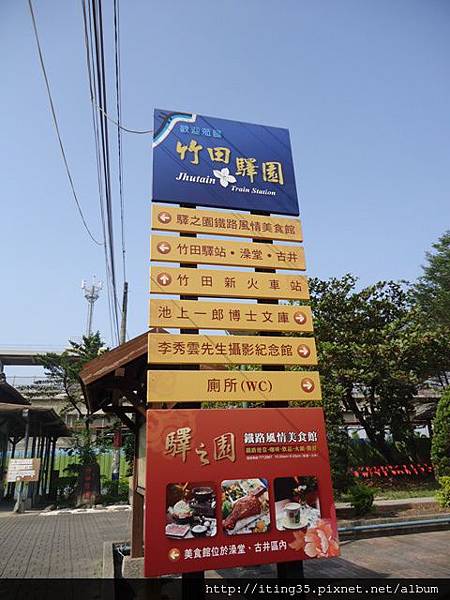 歡迎蒞臨
竹田驛園
Jhutain Train Station
驛之園鐵路風情美食館
竹田驛站·澡堂·古井
竹田新火車站
池上一郎博士文庫
李秀雲先生攝影紀念館
廁所(WC)
驛之園 鐵路風情美食館
美食館位於澡堂、古井區內
http://iting35.pixnet.net/album